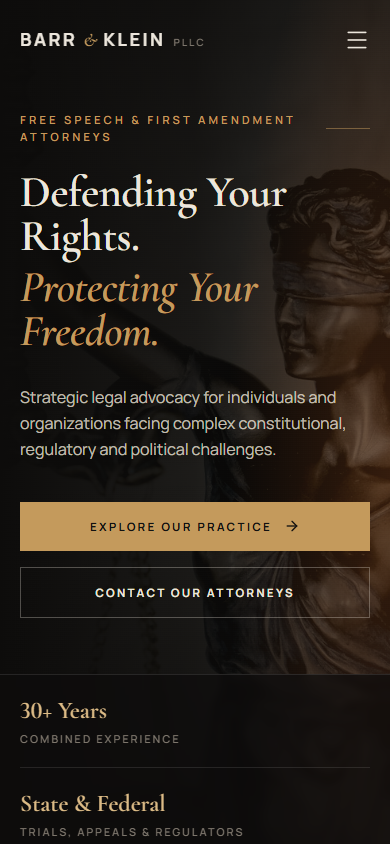 BARR & KLEIN PLLC
FREE SPEECH & FIRST AMENDMENT
ATTORNEYS
Defending Your
Rights.
Protecting Your
Freedom.
Strategic legal advocacy for individuals and
organizations facing complex constitutional,
regulatory and political challenges.
EXPLORE OUR PRACTICE →
CONTACT OUR ATTORNEYS
30+ Years
COMBINED EXPERIENCE
State & Federal
TRIALS, APPEALS & REGULATORS